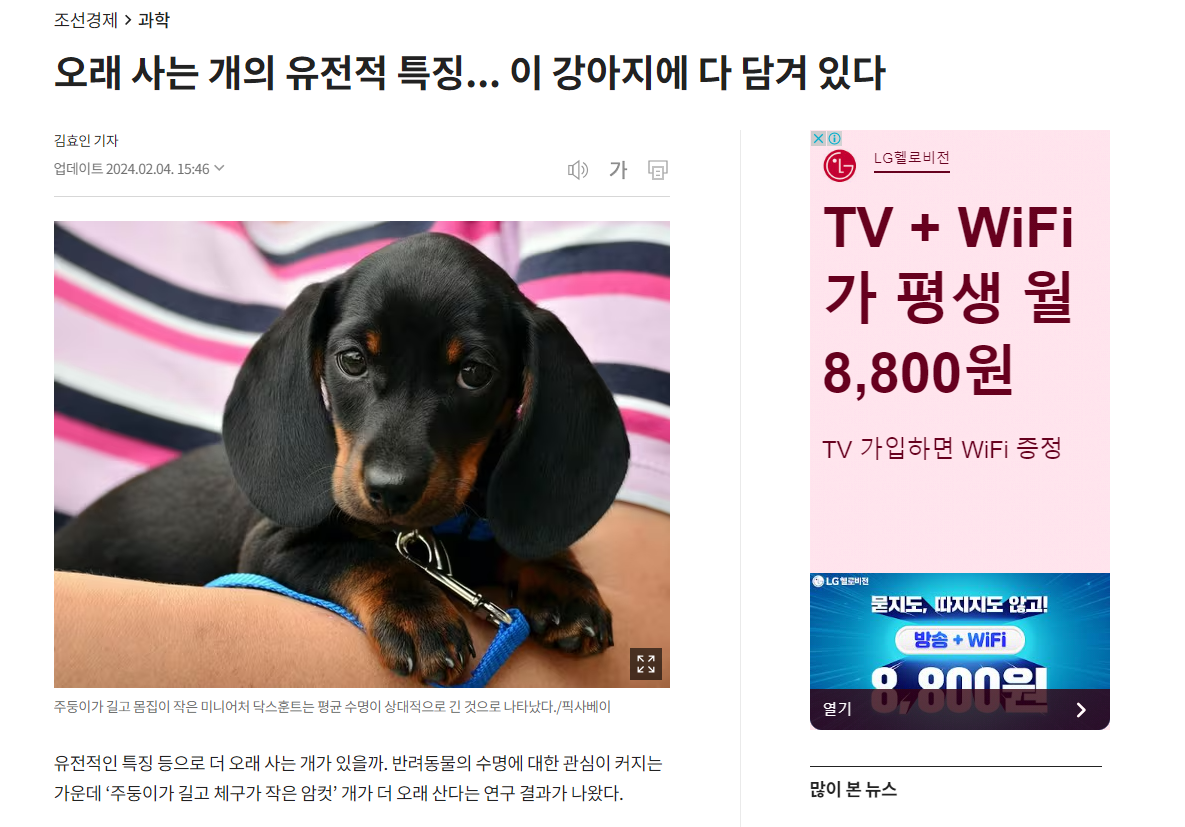 조선경제 > 과학
오래 사는 개의 유전적 특징... 이 강아지에 다 담겨 있다
김효인 기자
업데이트 2024.02.04. 15:46
가
주둥이가 길고 몸집이 작은 미니어처 닥스훈트는 평균 수명이 상대적으로 긴 것으로 나타났다./픽사베이
유전적인 특징 등으로 더 오래 사는 개가 있을까. 반려동물의 수명에 대한 관심이 커지는
가운데 ‘주둥이가 길고 체구가 작은 암컷’ 개가 더 오래 산다는 연구 결과가 나왔다.
LG헬로비전
TV + WiFi
가 평생 월
8,800원
TV 가입하면 WiFi 증정
LG헬로비전
묻지도, 따지지도 않고!
방송 + WiFi
8,800원
열기
많이 본 뉴스